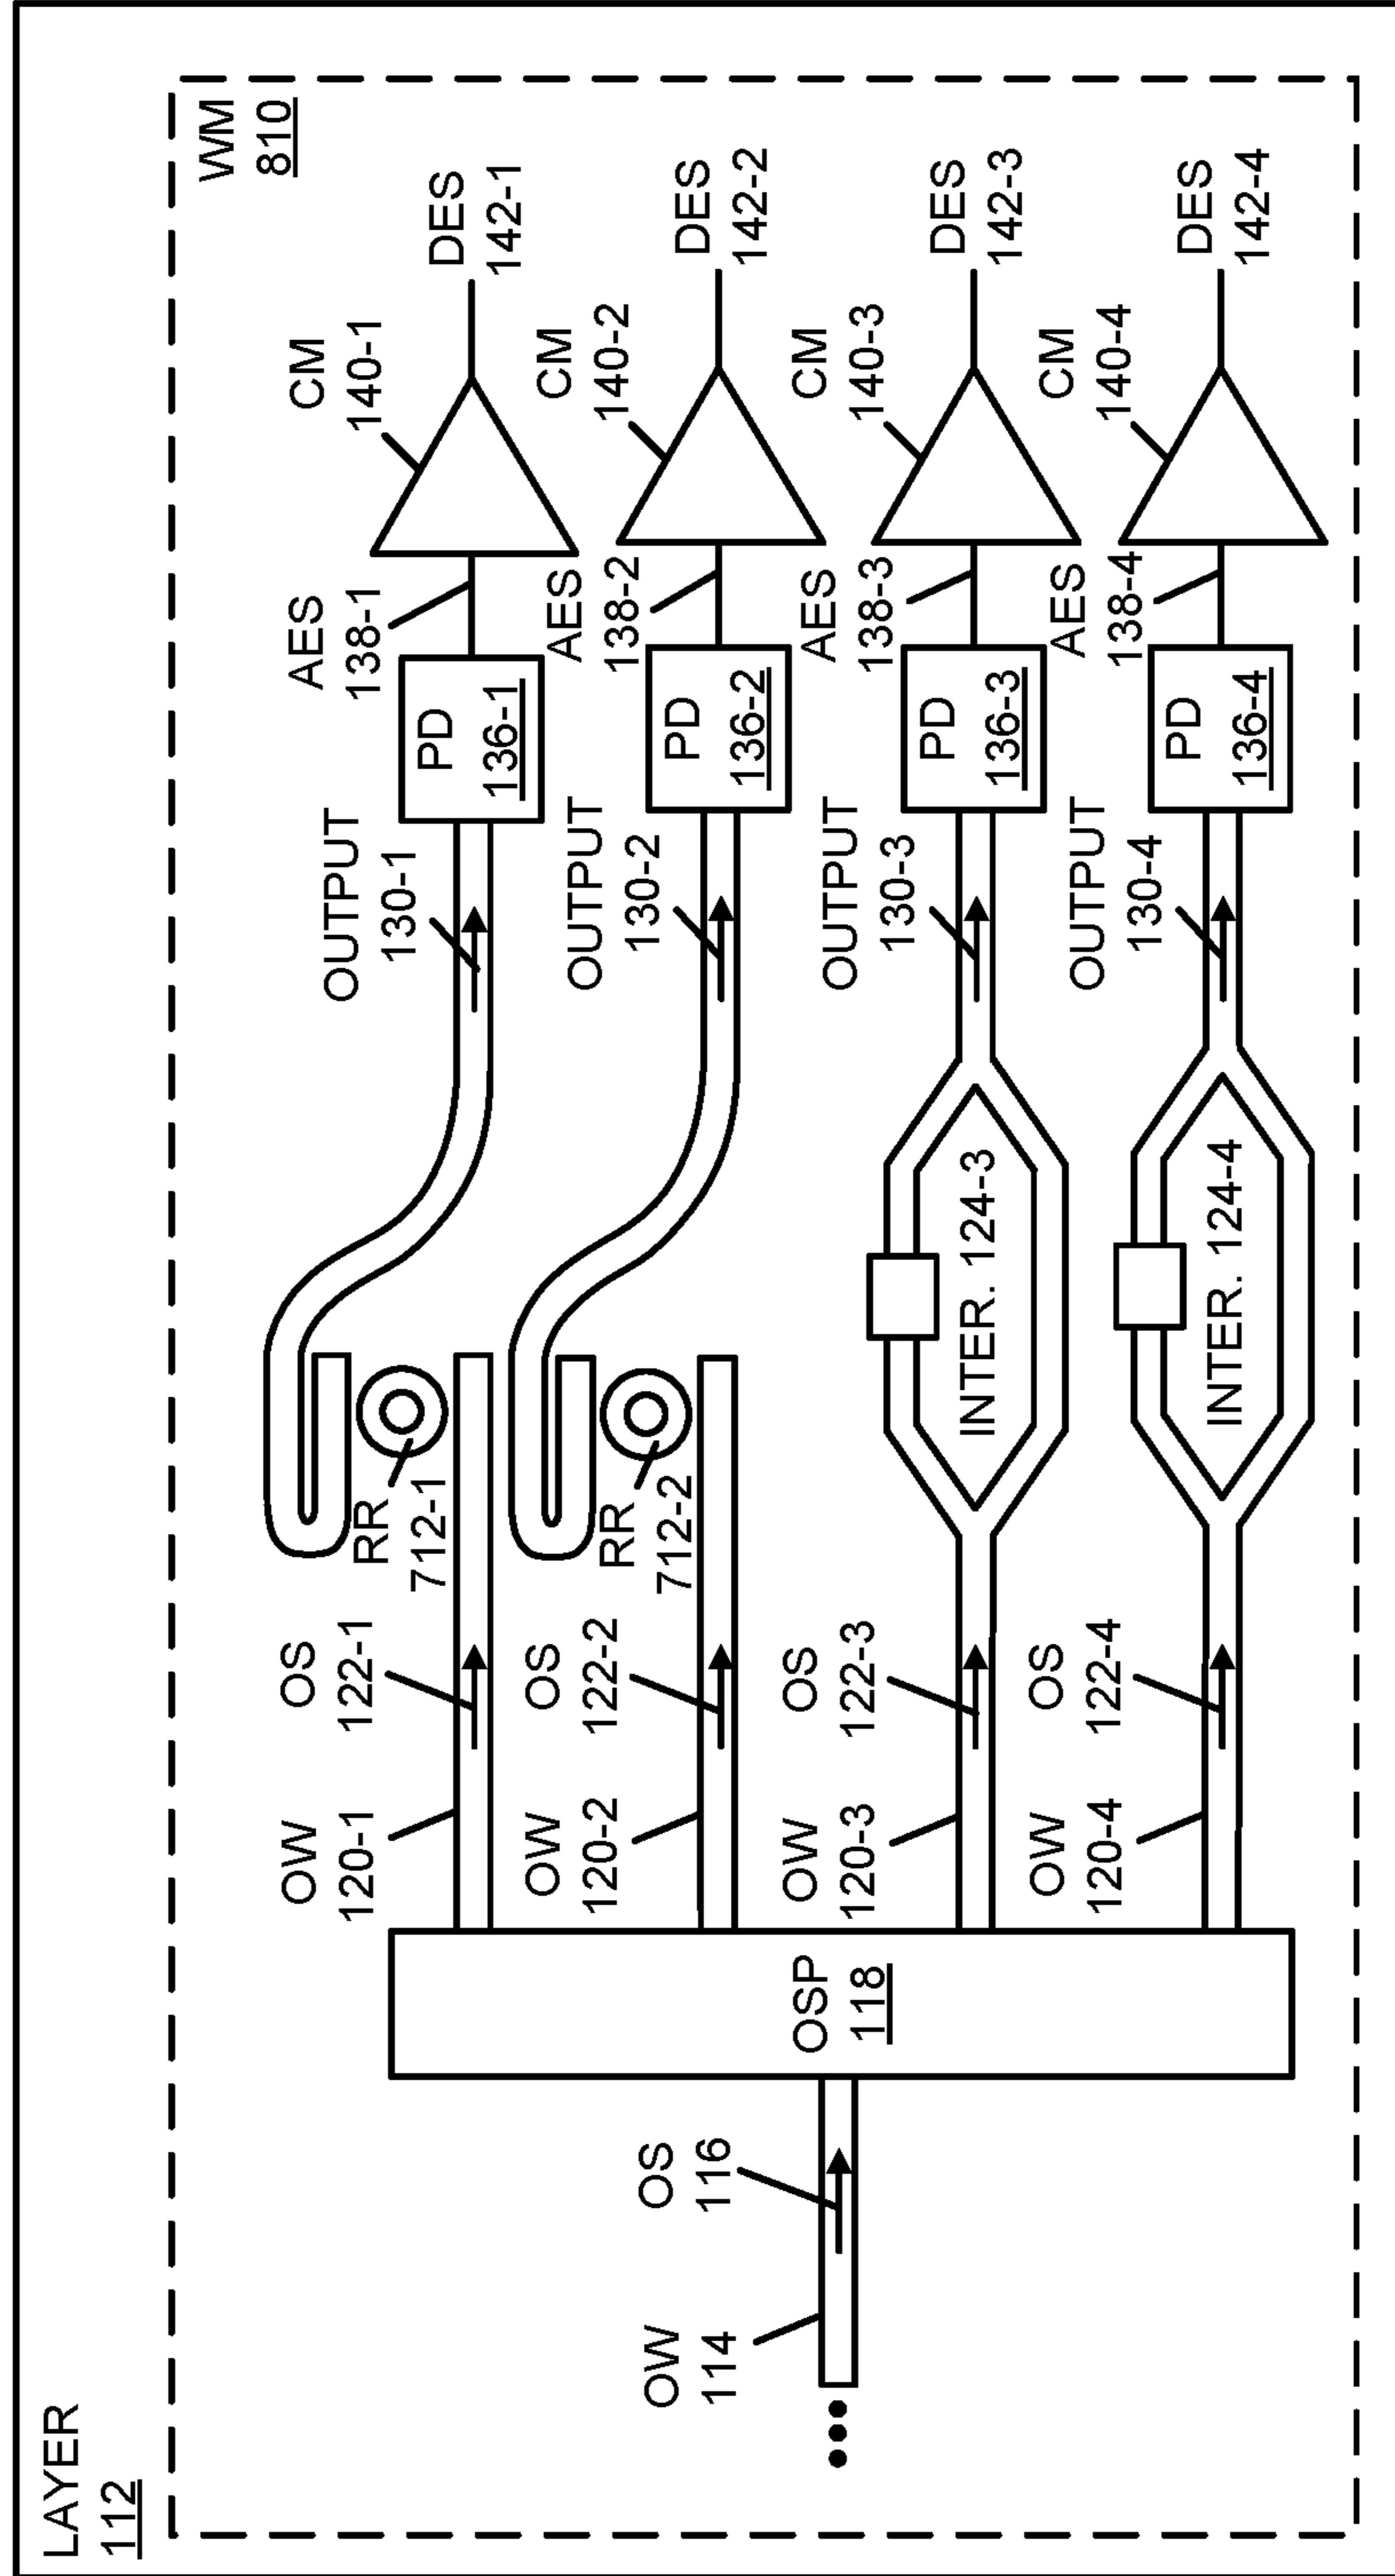 LAYER
112
WM
810
OW
114
OS
116
OSP
118
OW
120-1
OS
122-1
RR
712-1
OUTPUT
130-1
PD
136-1
AES
138-1
CM
140-1
DES
142-1
OW
120-2
OS
122-2
RR
712-2
OUTPUT
130-2
PD
136-2
AES
138-2
CM
140-2
DES
142-2
OW
120-3
OS
122-3
INTER. 124-3
OUTPUT
130-3
PD
136-3
AES
138-3
CM
140-3
DES
142-3
OW
120-4
OS
122-4
INTER. 124-4
OUTPUT
130-4
PD
136-4
AES
138-4
CM
140-4
DES
142-4